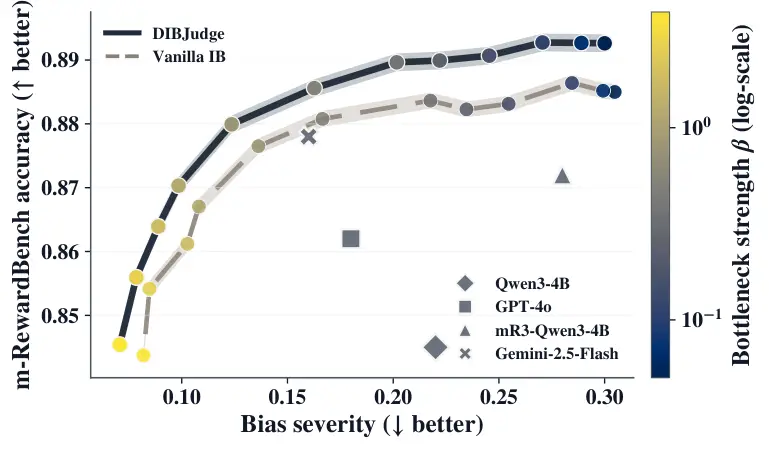 DIBJudge
Vanilla IB
m-RewardBench accuracy (↑ better)
0.89
0.88
0.87
0.86
0.85
Qwen3-4B
GPT-4o
mR3-Qwen3-4B
Gemini-2.5-Flash
0.10
0.15
0.20
0.25
0.30
Bias severity (↓ better)
10⁰
10⁻¹
Bottleneck strength β (log-scale)